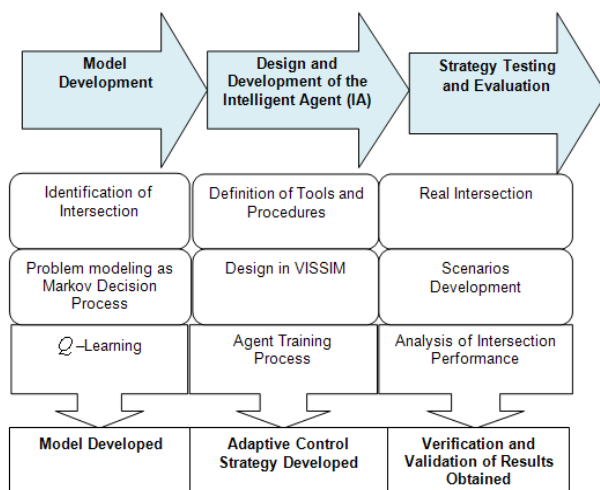 Model
Development
Design and
Development of the
Intelligent Agent (IA)
Strategy Testing
and Evaluation
Identification of
Intersection
Definition of Tools and
Procedures
Real Intersection
Problem modeling as
Markov Decision
Process
Design in VISSIM
Scenarios
Development
Q –Learning
Agent Training
Process
Analysis of Intersection
Performance
Model Developed
Adaptive Control
Strategy Developed
Verification and
Validation of Results
Obtained